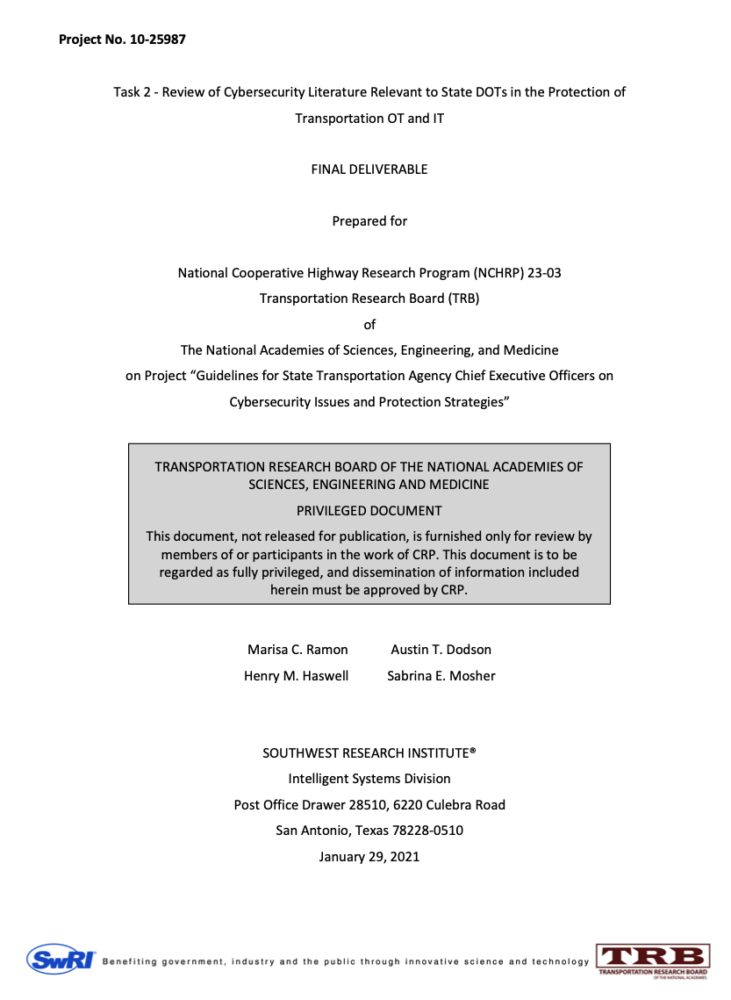 Project No. 10-25987
Task 2 - Review of Cybersecurity Literature Relevant to State DOTs in the Protection of
Transportation OT and IT
FINAL DELIVERABLE
Prepared for
National Cooperative Highway Research Program (NCHRP) 23-03
Transportation Research Board (TRB)
of
The National Academies of Sciences, Engineering, and Medicine
on Project “Guidelines for State Transportation Agency Chief Executive Officers on
Cybersecurity Issues and Protection Strategies”
TRANSPORTATION RESEARCH BOARD OF THE NATIONAL ACADEMIES OF
SCIENCES, ENGINEERING AND MEDICINE
PRIVILEGED DOCUMENT
This document, not released for publication, is furnished only for review by
members of or participants in the work of CRP. This document is to be
regarded as fully privileged, and dissemination of information included
herein must be approved by CRP.
Marisa C. Ramon Austin T. Dodson
Henry M. Haswell Sabrina E. Mosher
SOUTHWEST RESEARCH INSTITUTE®
Intelligent Systems Division
Post Office Drawer 28510, 6220 Culebra Road
San Antonio, Texas 78228-0510
January 29, 2021
SwRI® Benefiting government, industry and the public through innovative science and technology TRB
TRANSPORTATION RESEARCH BOARD
OF THE NATIONAL ACADEMIES